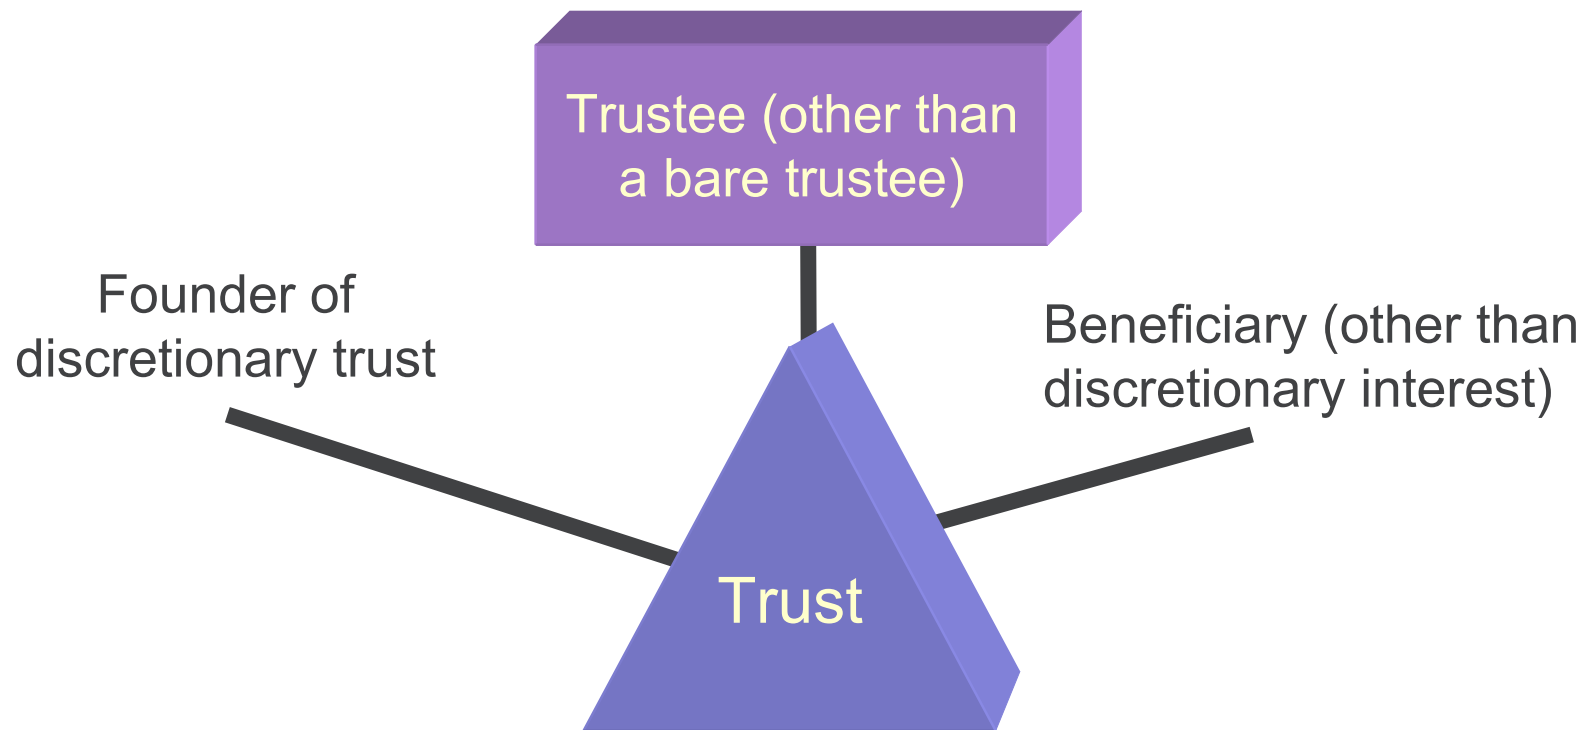 Trustee (other than
a bare trustee)
Founder of
discretionary trust
Beneficiary (other than
discretionary interest)
Trust